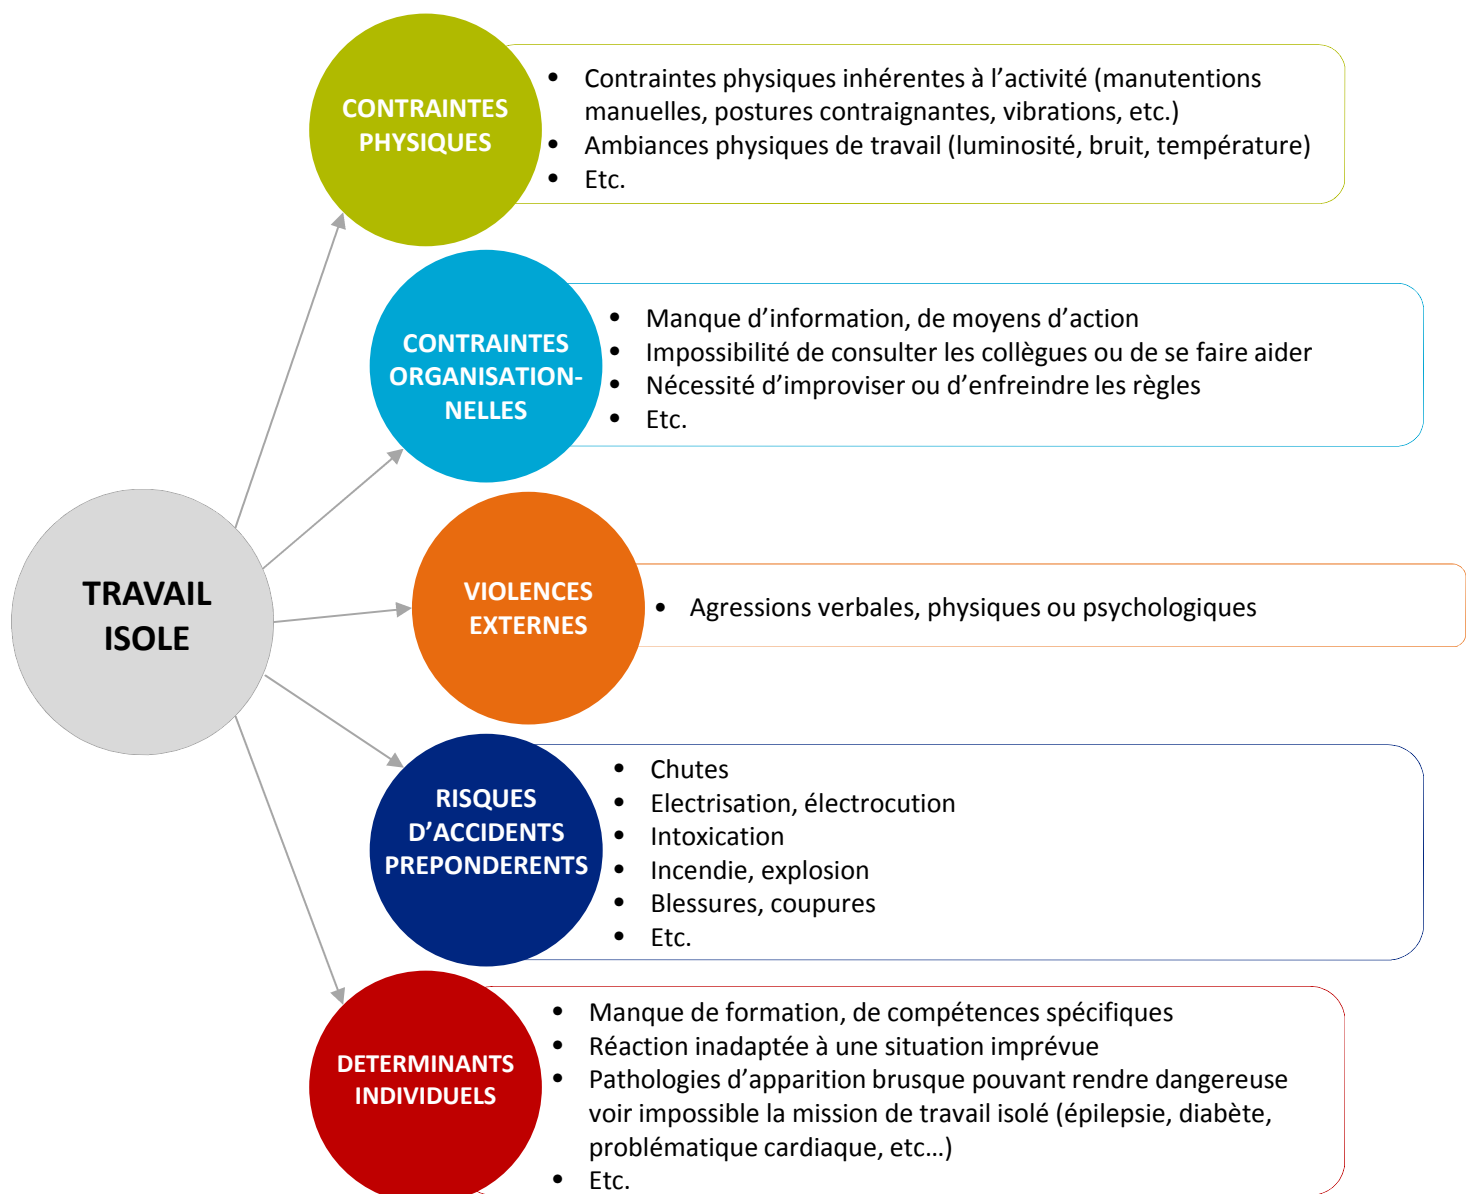 CONTRAINTES
PHYSIQUES
• Contraintes physiques inhérentes à l’activité (manutentions
manuelles, postures contraignantes, vibrations, etc.)
• Ambiances physiques de travail (luminosité, bruit, température)
• Etc.
CONTRAINTES
ORGANISATION-
NELLES
• Manque d’information, de moyens d’action
• Impossibilité de consulter les collègues ou de se faire aider
• Nécessité d’improviser ou d’enfreindre les règles
• Etc.
TRAVAIL
ISOLE
VIOLENCES
EXTERNES
• Agressions verbales, physiques ou psychologiques
RISQUES
D’ACCIDENTS
PREPONDERENTS
• Chutes
• Electrisation, électrocution
• Intoxication
• Incendie, explosion
• Blessures, coupures
• Etc.
DETERMINANTS
INDIVIDUELS
• Manque de formation, de compétences spécifiques
• Réaction inadaptée à une situation imprévue
• Pathologies d’apparition brusque pouvant rendre dangereuse
voir impossible la mission de travail isolé (épilepsie, diabète,
problématique cardiaque, etc…)
• Etc.